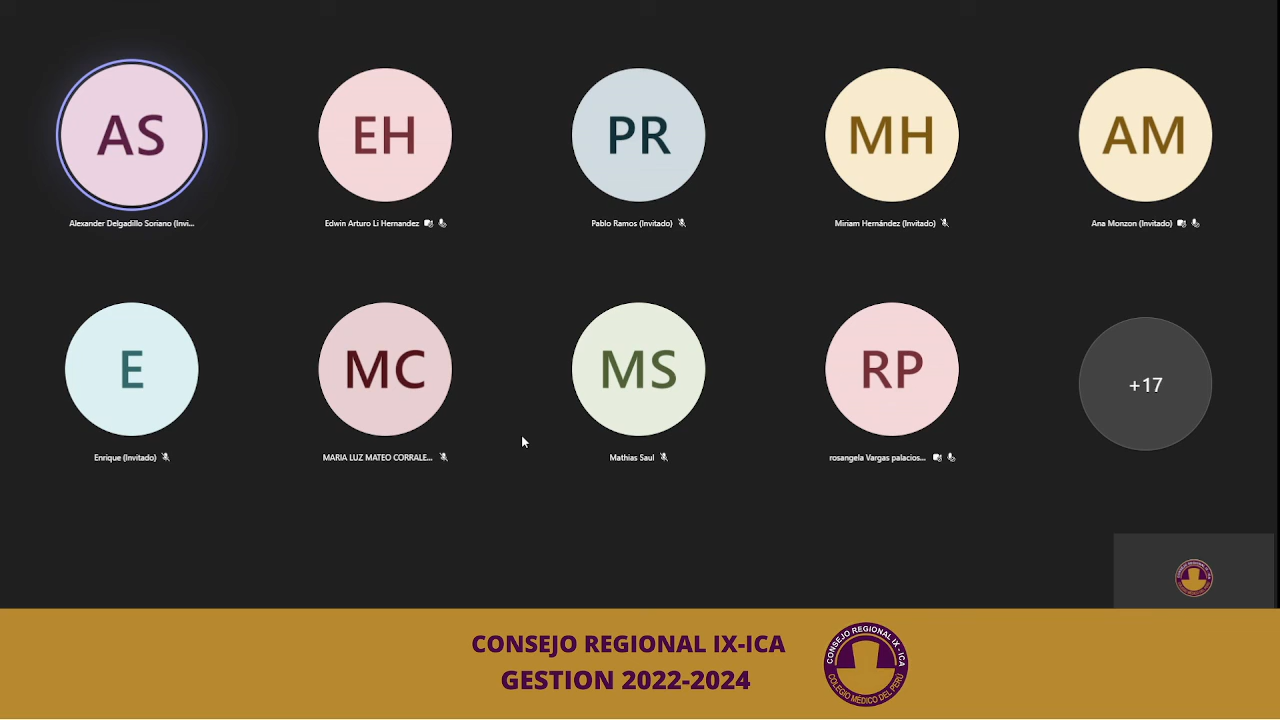 AS
EH
PR
MH
AM
Alexander Delgadillo Soriano (Invi...
Edwin Arturo Li Hernandez
Pablo Ramos (Invitado)
Miriam Hernández (Invitado)
Ana Monzon (Invitado)
E
MC
MS
RP
+17
Enrique (Invitado)
MARIA LUZ MATEO CORRALE...
Mathias Saul
rosangela Vargas palacios...
CONSEJO REGIONAL IX-ICA
GESTION 2022-2024
CONSEJO REGIONAL IX - ICA
COLEGIO MEDICO DEL PERÚ